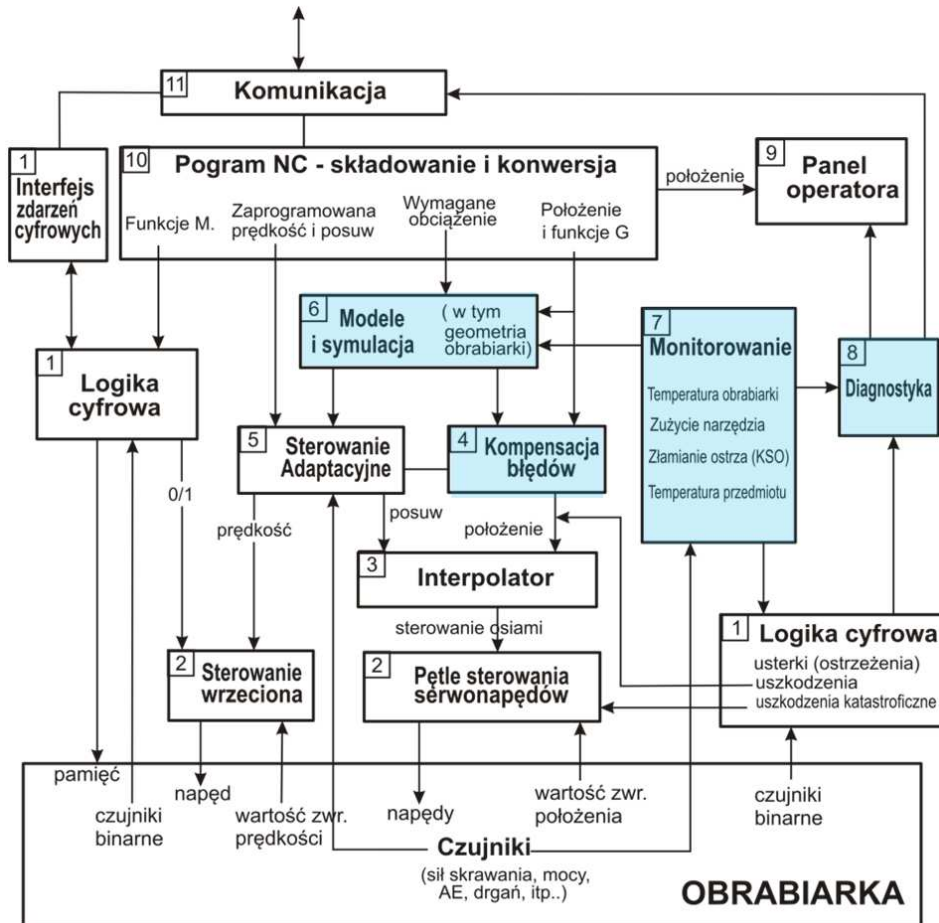 11
Komunikacja
1
Interfejs
zdarzeń
cyfrowych
10
Pogram NC - składowanie i konwersja
Funkcje M.
Zaprogramowana
prędkość i posuw
Wymagane
obciążenie
Położenie
i funkcje G
położenie
9
Panel
operatora
6
Modele
i symulacja
( w tym
geometria
obrabiarki)
7
Monitorowanie
Temperatura obrabiarki
Zużycie narzędzia
Złamianie ostrza (KSO)
Temperatura przedmiotu
8
Diagnostyka
1
Logika
cyfrowa
5
Sterowanie
Adaptacyjne
4
Kompensacja
błędów
0/1
prędkość
posuw
położenie
3
Interpolator
sterowanie osiami
2
Sterowanie
wrzeciona
2
Pętle sterowania
serwonapędów
1
Logika cyfrowa
usterki (ostrzeżenia)
uszkodzenia
uszkodzenia katastroficzne
pamięć
czujniki
binarne
napęd
wartość zwr.
prędkości
napędy
wartość zwr.
położenia
czujniki
binarne
Czujniki
(sił skrawania, mocy,
AE, drgań, itp..)
OBRABIARKA